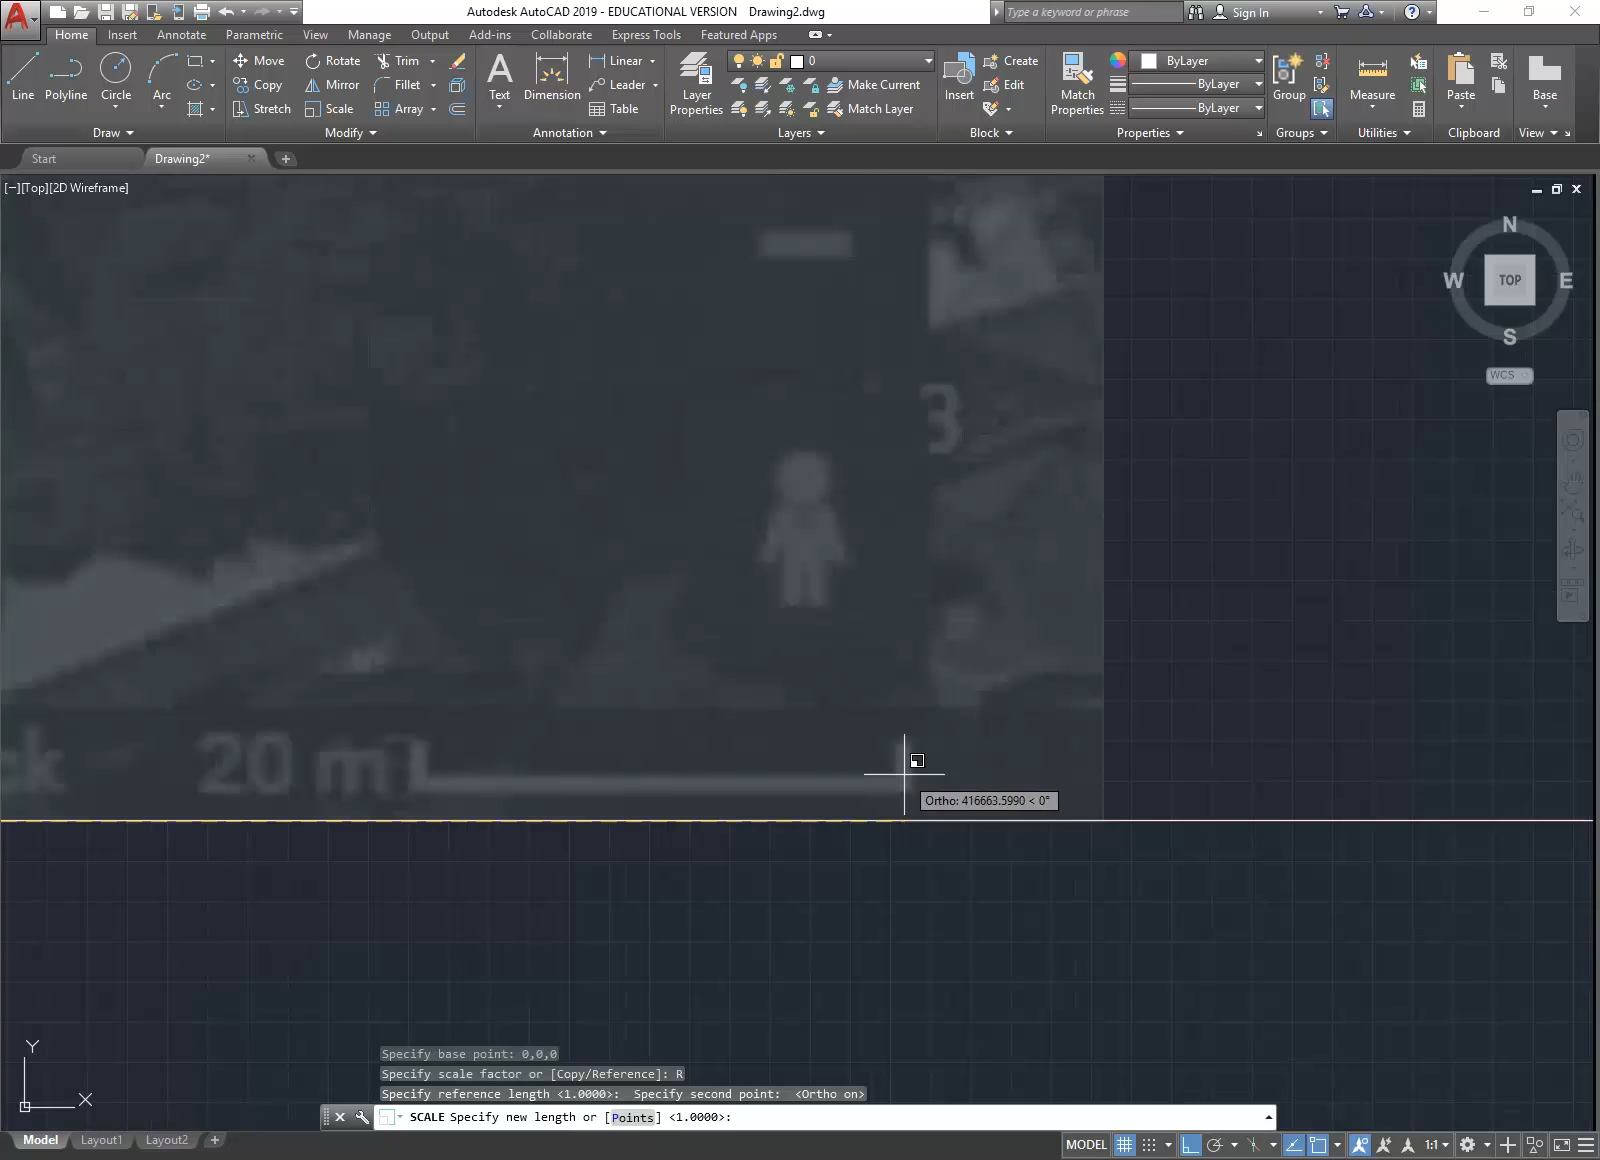 Autodesk AutoCAD 2019 - EDUCATIONAL VERSION Drawing2.dwg
Type a keyword or phrase
Sign In
Home Insert Annotate Parametric View Manage Output Add-ins Collaborate Express Tools Featured Apps
Line Polyline Circle Arc
Move Rotate Trim
Copy Mirror Fillet
Stretch Scale Array
Text Dimension
Linear
Leader
Table
Layer Properties
0
Make Current
Match Layer
Insert
Create
Edit
Match Properties
ByLayer
ByLayer
ByLayer
Group
Measure
Paste
Base
Draw Modify Annotation Layers Block Properties Groups Utilities Clipboard View
Start Drawing2*
[−][Top][2D Wireframe]
N
W TOP E
S
WCS
3
ck 20 m
Ortho: 416663.5990 < 0°
Y
X
Specify base point: 0,0,0
Specify scale factor or [Copy/Reference]: R
Specify reference length <1.0000>: Specify second point: <Ortho on>
SCALE Specify new length or [Points] <1.0000>:
Model Layout1 Layout2
MODEL 1:1